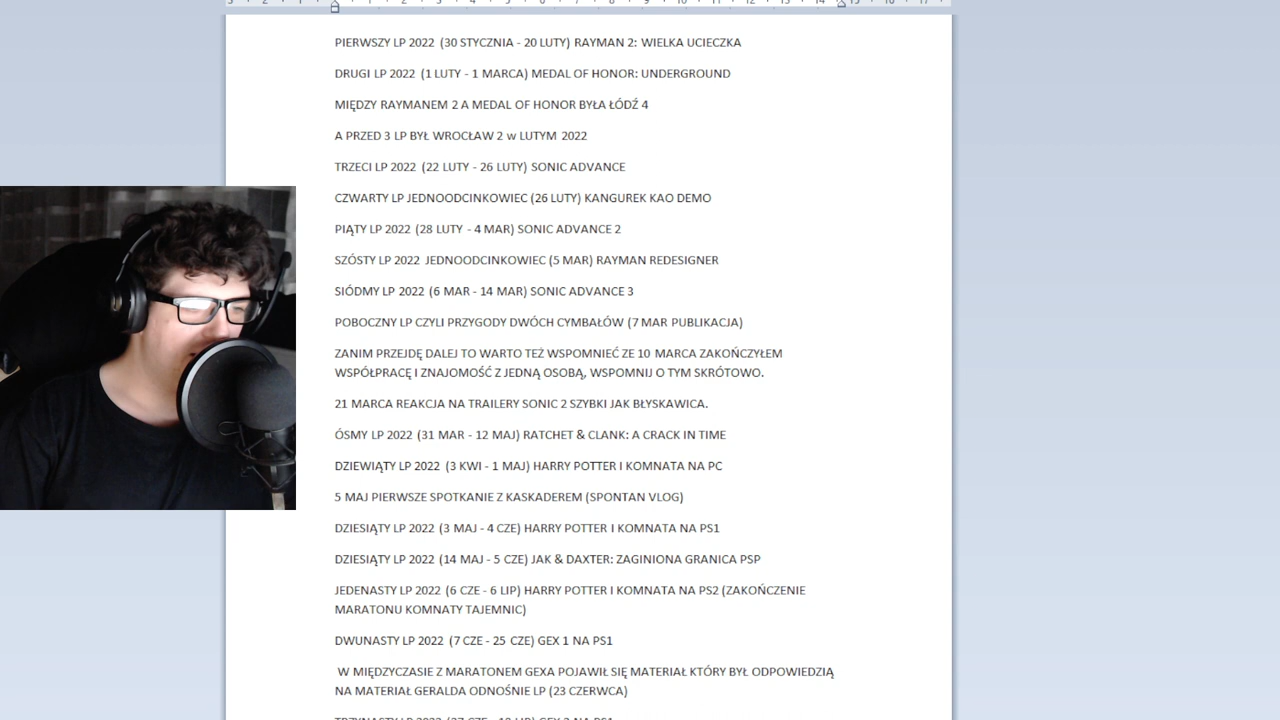 PIERWSZY LP 2022 (30 STYCZNIA - 20 LUTY) RAYMAN 2: WIELKA UCIECZKA
DRUGI LP 2022 (1 LUTY - 1 MARCA) MEDAL OF HONOR: UNDERGROUND
MIĘDZY RAYMANEM 2 A MEDAL OF HONOR BYŁA ŁÓDŹ 4
A PRZED 3 LP BYŁ WROCŁAW 2 w LUTYM 2022
TRZECI LP 2022 (22 LUTY - 26 LUTY) SONIC ADVANCE
CZWARTY LP JEDNOODCINKOWIEC (26 LUTY) KANGUREK KAO DEMO
PIĄTY LP 2022 (28 LUTY - 4 MAR) SONIC ADVANCE 2
SZÓSTY LP 2022 JEDNOODCINKOWIEC (5 MAR) RAYMAN REDESIGNER
SIÓDMY LP 2022 (6 MAR - 14 MAR) SONIC ADVANCE 3
POBOCZNY LP CZYLI PRZYGODY DWÓCH CYMBAŁÓW (7 MAR PUBLIKACJA)
ZANIM PRZEJDĘ DALEJ TO WARTO TEŻ WSPOMNIEĆ ZE 10 MARCA ZAKOŃCZYŁEM
WSPÓŁPRACĘ I ZNAJOMOŚĆ Z JEDNĄ OSOBĄ, WSPOMNIJ O TYM SKRÓTOWO.
21 MARCA REAKCJA NA TRAILERY SONIC 2 SZYBKI JAK BŁYSKAWICA.
ÓSMY LP 2022 (31 MAR - 12 MAJ) RATCHET & CLANK: A CRACK IN TIME
DZIEWIĄTY LP 2022 (3 KWI - 1 MAJ) HARRY POTTER I KOMNATA NA PC
5 MAJ PIERWSZE SPOTKANIE Z KASKADEREM (SPONTAN VLOG)
DZIESIĄTY LP 2022 (3 MAJ - 4 CZE) HARRY POTTER I KOMNATA NA PS1
DZIESIĄTY LP 2022 (14 MAJ - 5 CZE) JAK & DAXTER: ZAGINIONA GRANICA PSP
JEDENASTY LP 2022 (6 CZE - 6 LIP) HARRY POTTER I KOMNATA NA PS2 (ZAKOŃCZENIE
MARATONU KOMNATY TAJEMNIC)
DWUNASTY LP 2022 (7 CZE - 25 CZE) GEX 1 NA PS1
W MIĘDZYCZASIE Z MARATONEM GEXA POJAWIŁ SIĘ MATERIAŁ KTÓRY BYŁ ODPOWIEDZIĄ
NA MATERIAŁ GERALDA ODNOŚNIE LP (23 CZERWCA)